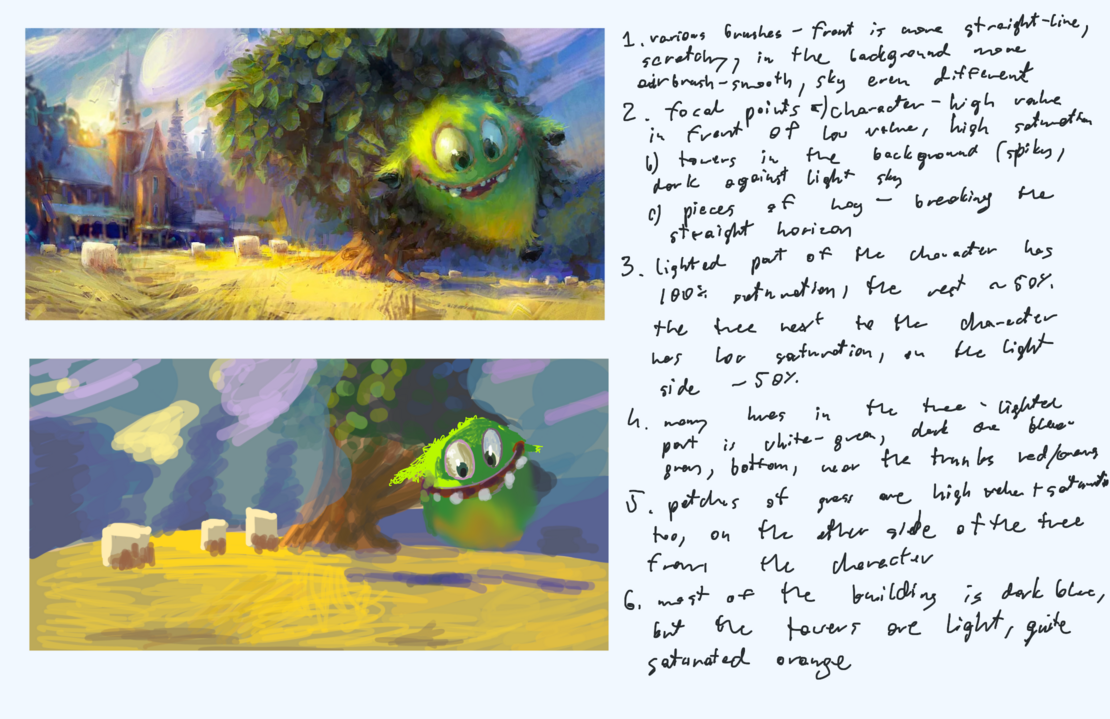 1. various brushes - front is more straight-line,
scratchy, in the background more
airbrush-smooth, sky even different
2. focal points a) character - high value
in front of low value, high saturation
b) towers in the background (spiky,
dark against light sky
c) pieces of hay - breaking the
straight horizon
3. lighted part of the character has
100% saturation, the rest ~ 50%.
the tree next to the character
has low saturation, on the light
side ~ 50%.
4. many hues in the tree - lighted
part is white-green, dark are blue-
green, bottom, near the trunk is red/orange
5. patches of grass are high value + saturation
too, on the other side of the tree
from the character
6. most of the building is dark blue,
but the towers are light, quite
saturated orange